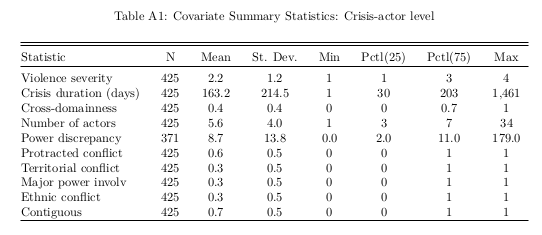 Table A1: Covariate Summary Statistics: Crisis-actor level
Statistic N Mean St. Dev. Min Pctl(25) Pctl(75) Max
Violence severity 425 2.2 1.2 1 1 3 4
Crisis duration (days) 425 163.2 214.5 1 30 203 1,461
Cross-domainness 425 0.4 0.4 0 0 0.7 1
Number of actors 425 5.6 4.0 1 3 7 34
Power discrepancy 371 8.7 13.8 0.0 2.0 11.0 179.0
Protracted conflict 425 0.6 0.5 0 0 1 1
Territorial conflict 425 0.3 0.5 0 0 1 1
Major power involv 425 0.3 0.5 0 0 1 1
Ethnic conflict 425 0.3 0.5 0 0 1 1
Contiguous 425 0.7 0.5 0 0 1 1